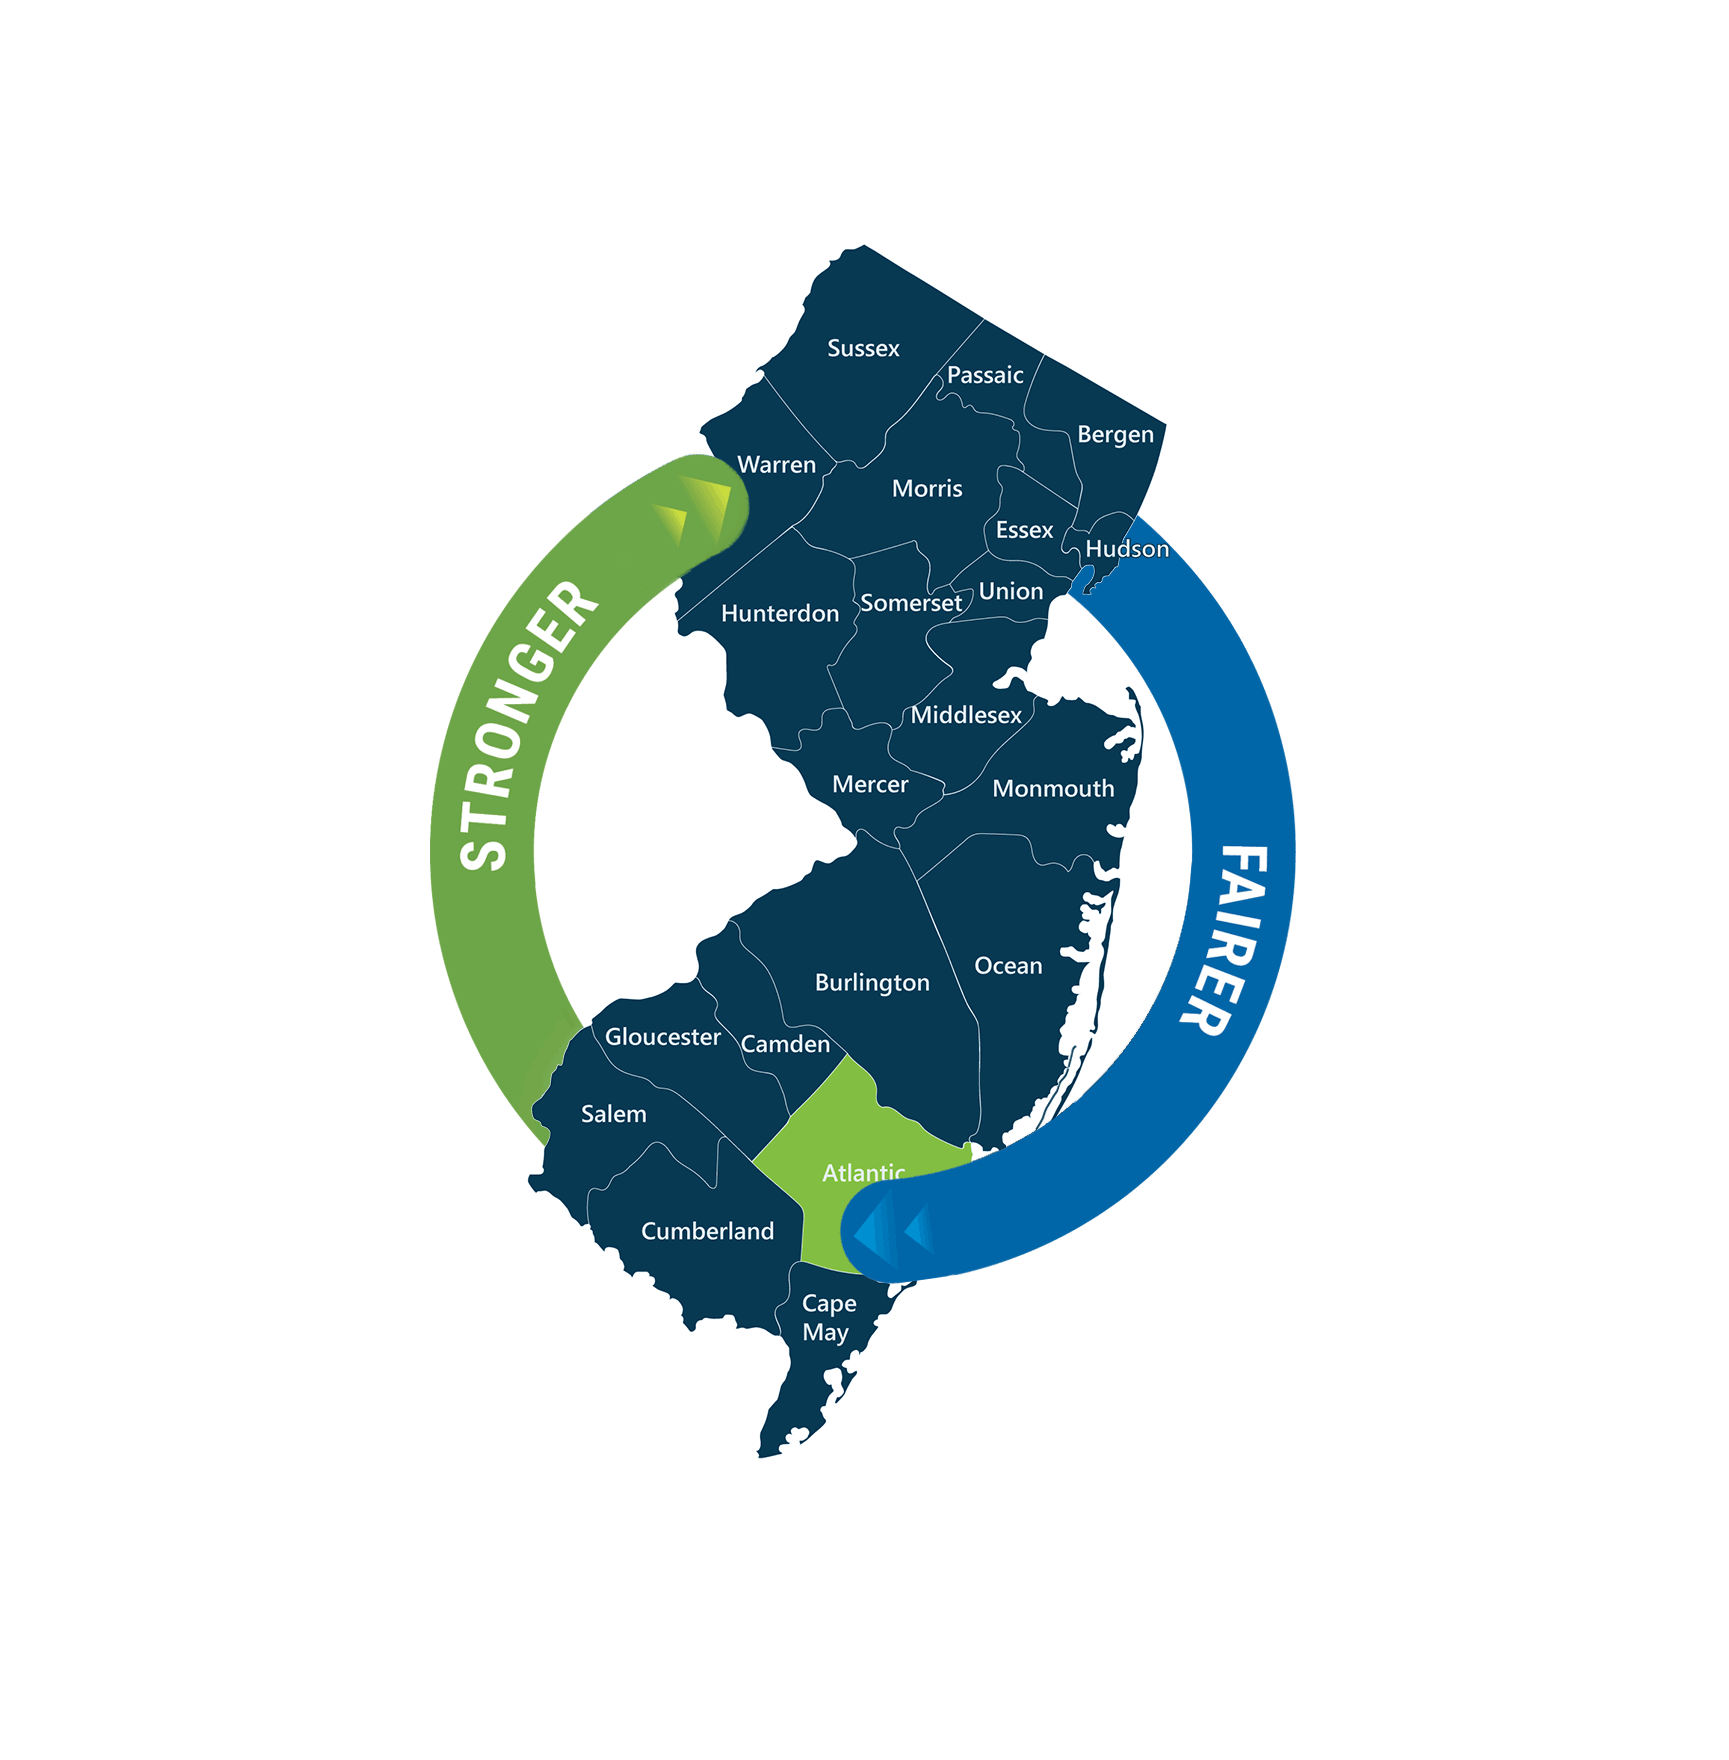 Sussex
Passaic
Bergen
Warren
Morris
Essex
Hudson
Union
Somerset
Hunterdon
STRONGER
Middlesex
Mercer
Monmouth
FAIRER
Ocean
Burlington
Gloucester
Camden
Salem
Atlantic
Cumberland
Cape
May